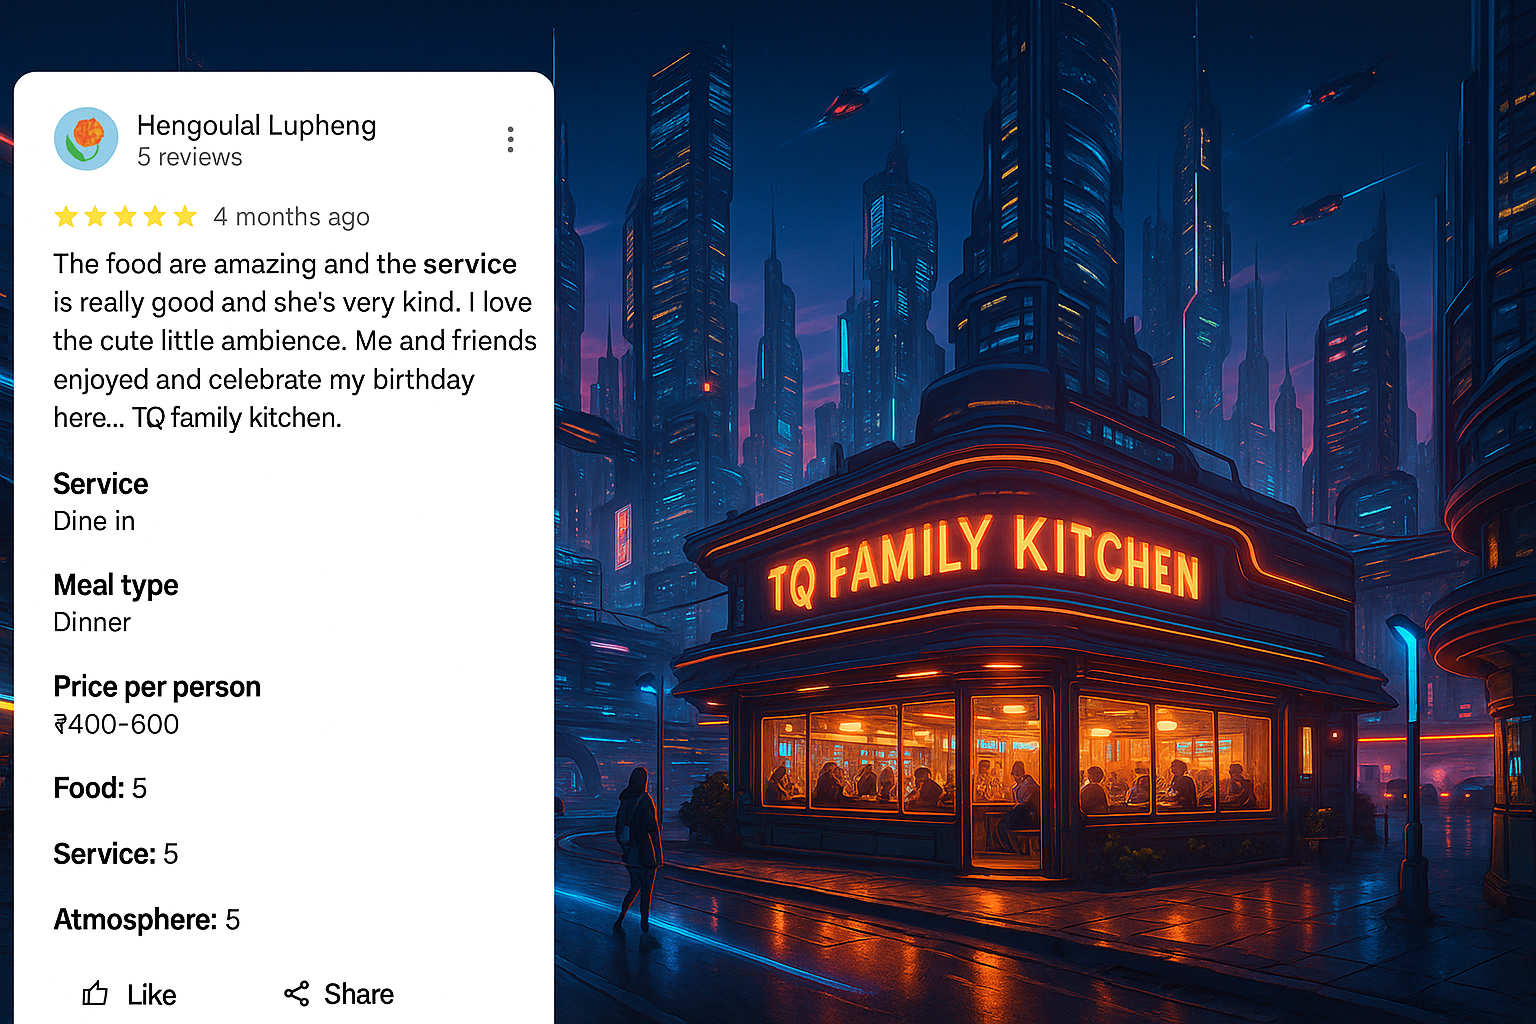 Hengoulal Lupheng
5 reviews
4 months ago
The food are amazing and the service
is really good and she's very kind. I love
the cute little ambience. Me and friends
enjoyed and celebrate my birthday
here... TQ family kitchen.
Service
Dine in
Meal type
Dinner
Price per person
₹400-600
Food: 5
Service: 5
Atmosphere: 5
Like
Share
TQ FAMILY KITCHEN